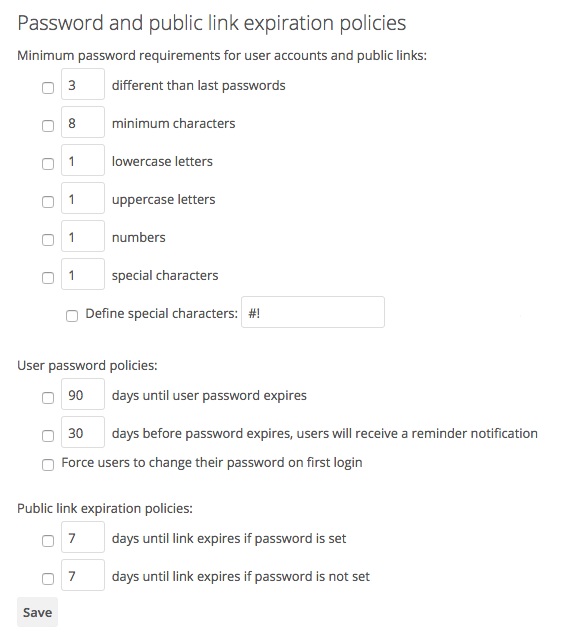 Password and public link expiration policies
Minimum password requirements for user accounts and public links:
3 different than last passwords
8 minimum characters
1 lowercase letters
1 uppercase letters
1 numbers
1 special characters
Define special characters: #!
User password policies:
90 days until user password expires
30 days before password expires, users will receive a reminder notification
Force users to change their password on first login
Public link expiration policies:
7 days until link expires if password is set
7 days until link expires if password is not set
Save